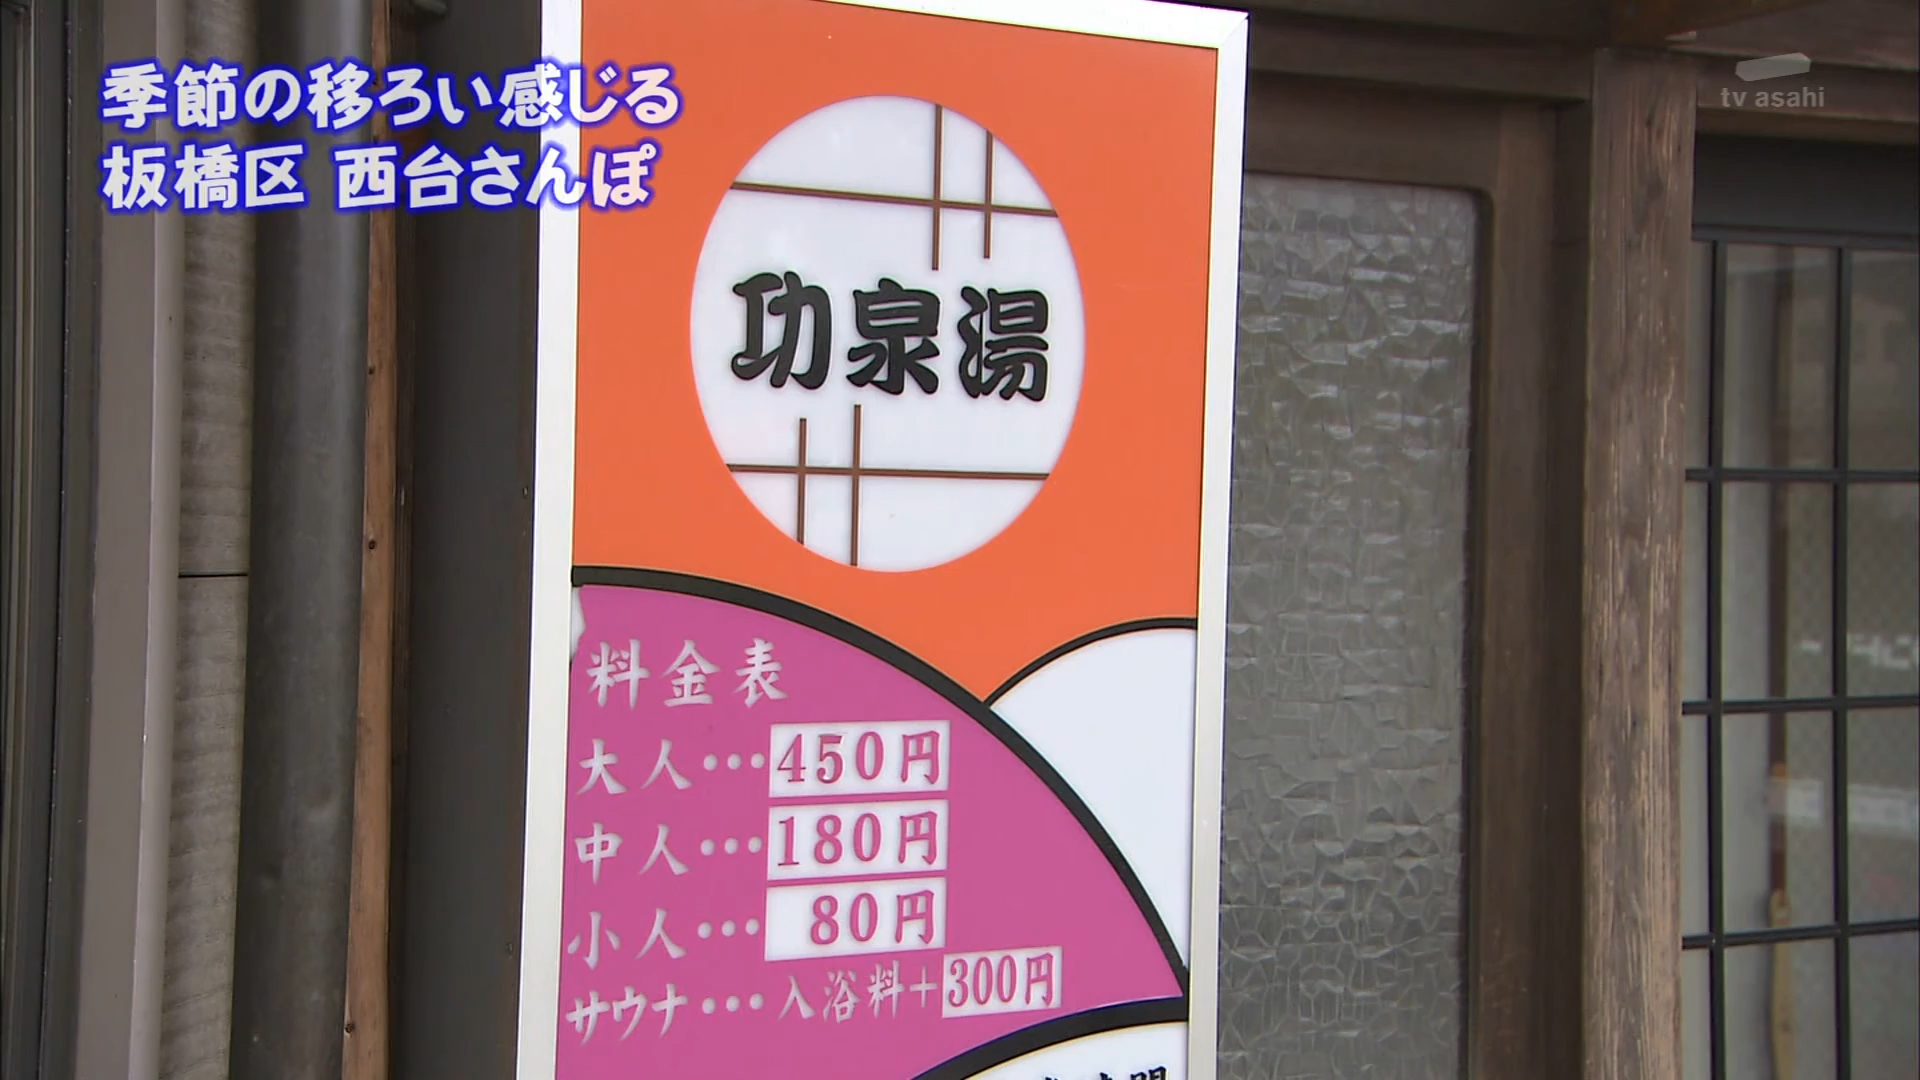 季節の移ろい感じる
板橋区 西台さんぽ
tv asahi
功泉湯
料金表
大人･･･450円
中人･･･180円
小人･･･80円
サウナ･･･入浴料+300円